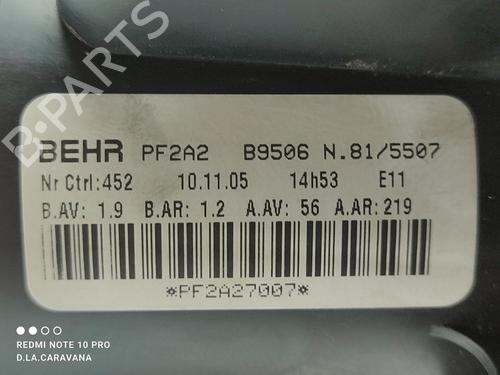 BEHR PF2A2 B9506 N.81/5507
Nr Ctrl:452 10.11.05 14h53 E11
B.AV: 1.9 B.AR: 1.2 A.AV: 56 A.AR: 219
*PF2A27007*
B-PARTS
REDMI NOTE 10 PRO
D.LA.CARAVANA